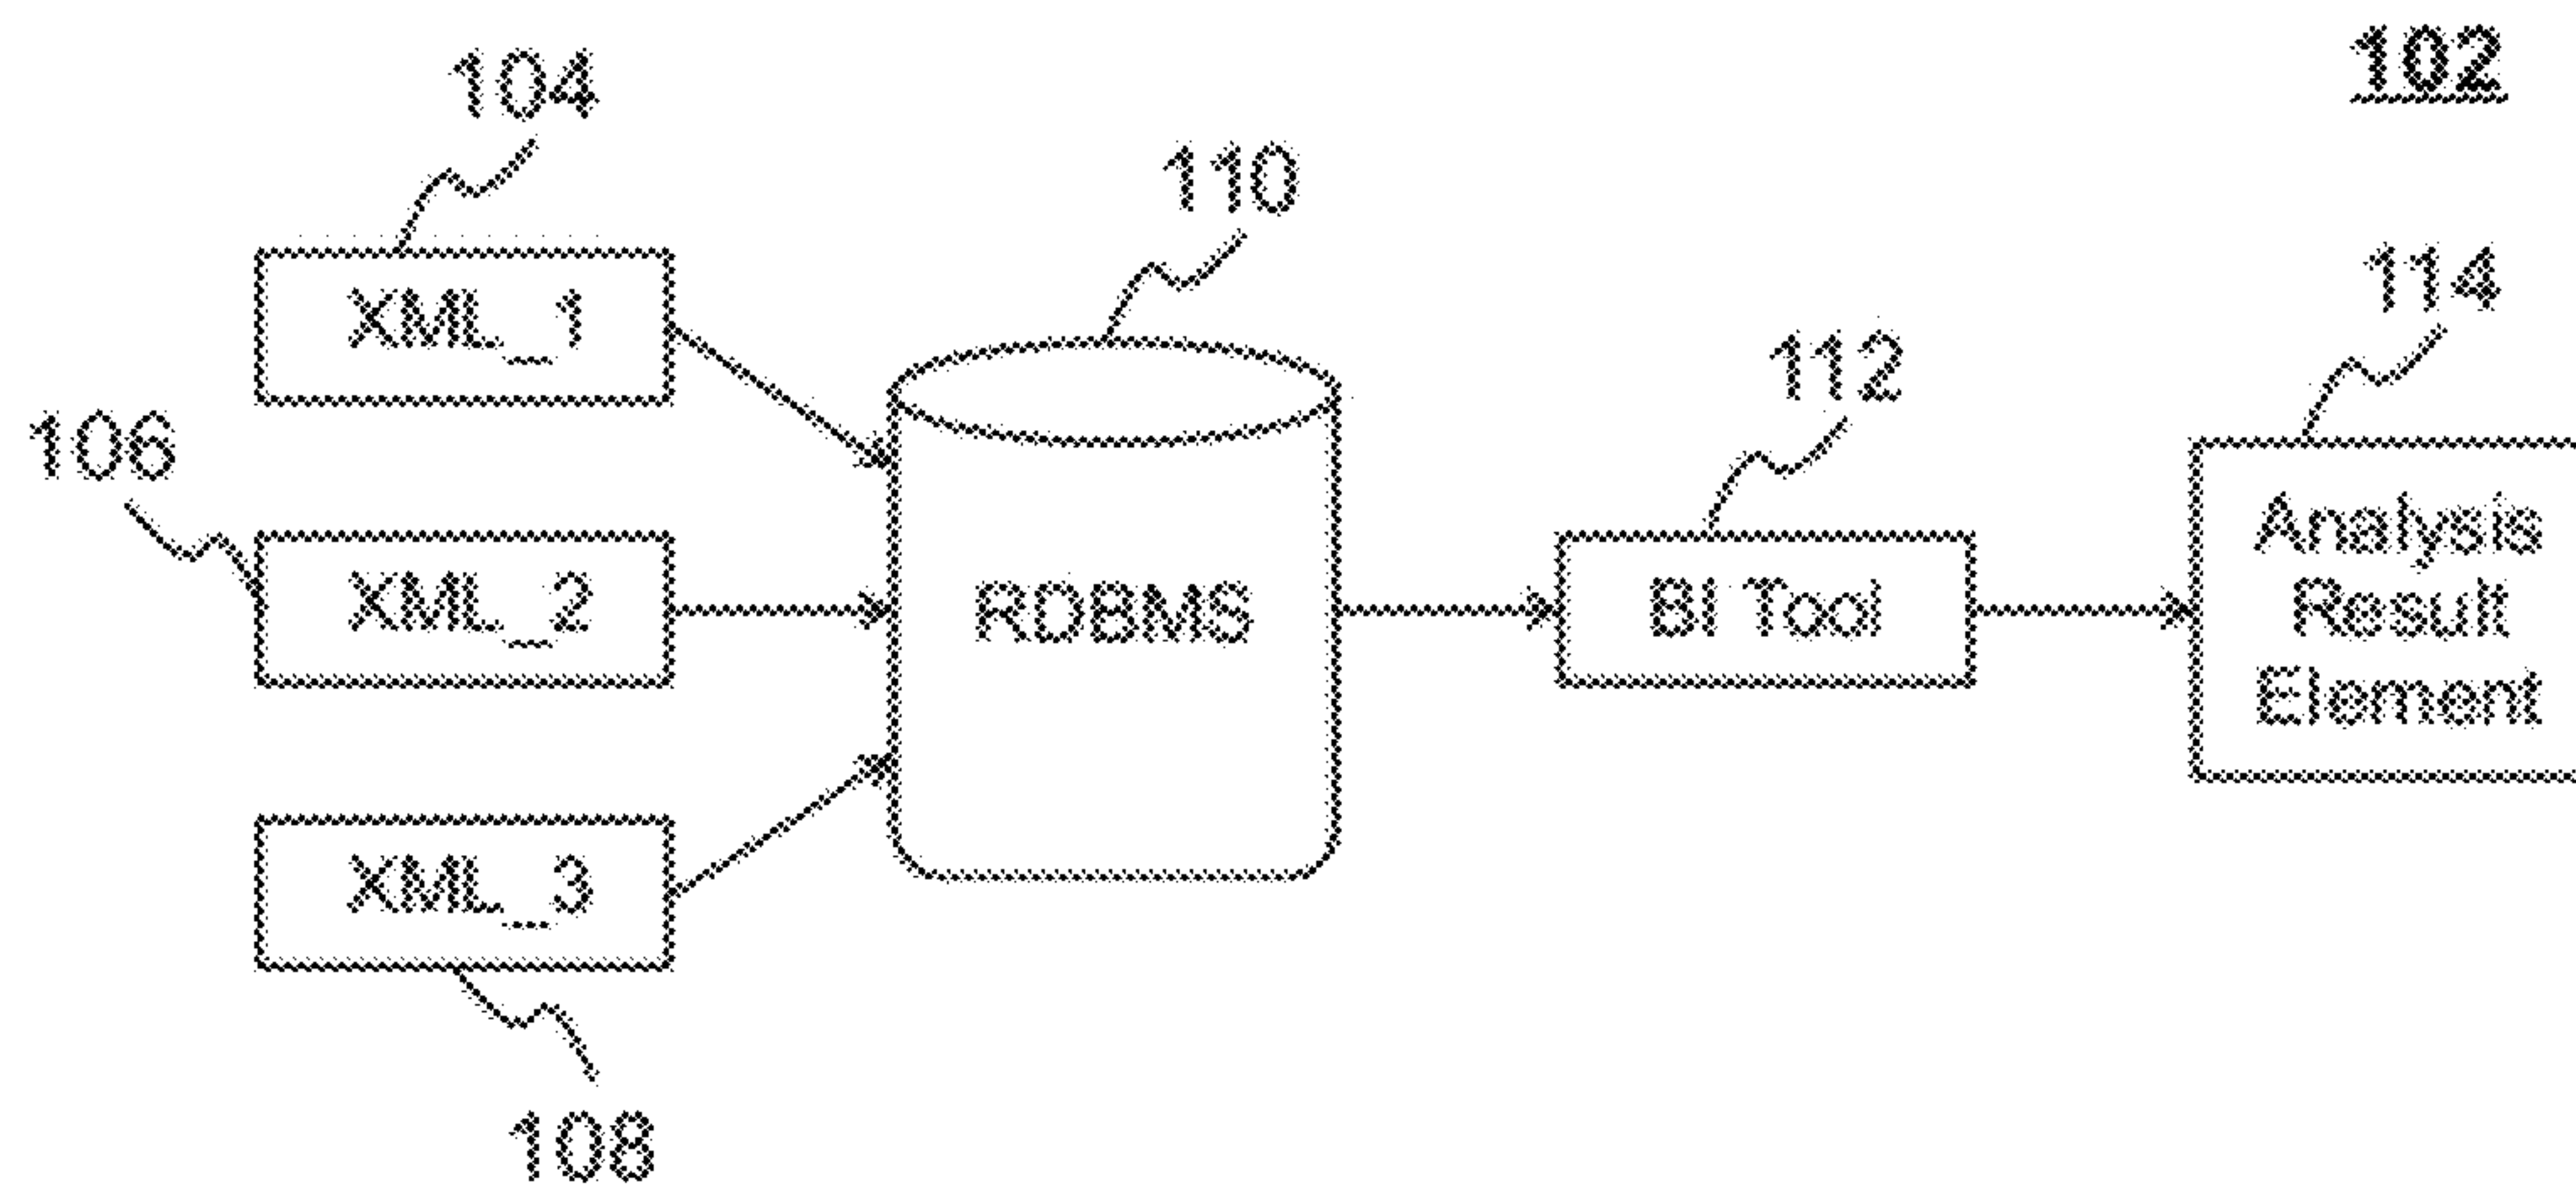 102
104
110
114
XML_1
112
106
XML_2
RDBMS
BI Tool
Analysis
Result
Element
XML_3
108